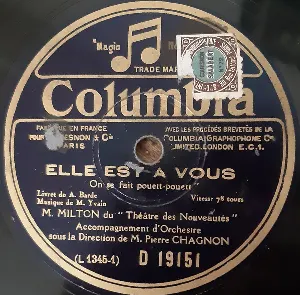 "Magic
TRADE MAR
Columbia
FABRIQUÉ EN FRANCE
PARIS
AVEC LES PROCÉDÉS BREVETÉS DE LA
COLUMBIA GRAPHOPHONE Co
LIMITED. LONDON E.C.1.
ELLE EST A VOUS
On se fait pouett-pouett"
Livret de A. Barde
Musique de M. Yvain
Vitesse 78 tours
M. MILTON du "Théâtre des Nouveautés"
Accompagnement d'Orchestre
sous la Direction de M. Pierre CHAGNON
(L 1345-1) D 19151